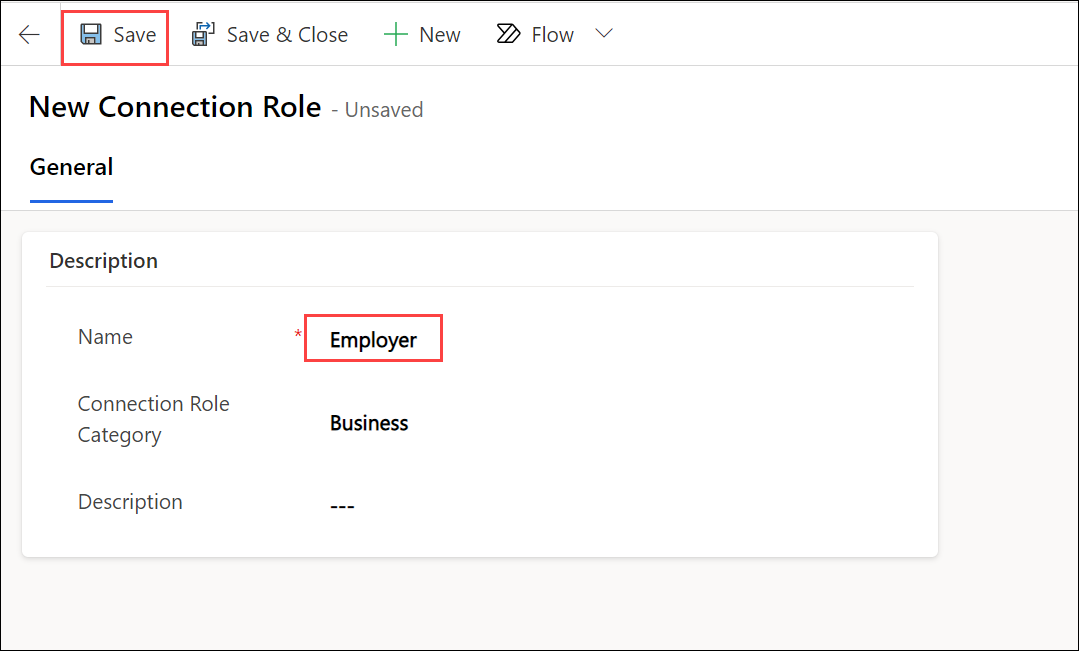 Save Save & Close New Flow
New Connection Role - Unsaved
General
Description
Name * Employer
Connection Role
Category Business
Description ---